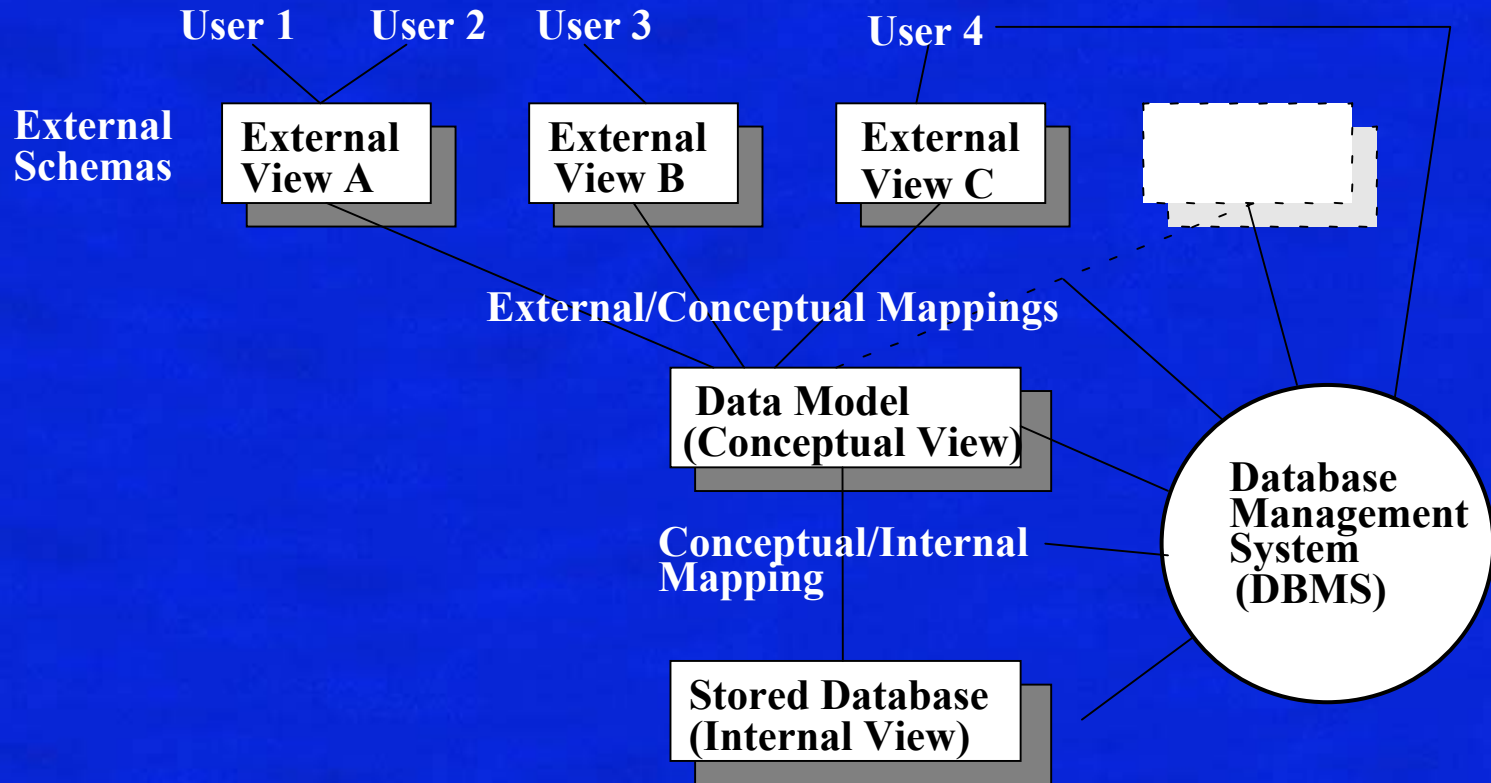 User 1
User 2
User 3
User 4
External
Schemas
External
View A
External
View B
External
View C
External/Conceptual Mappings
Data Model
(Conceptual View)
Conceptual/Internal
Mapping
Database
Management
System
(DBMS)
Stored Database
(Internal View)